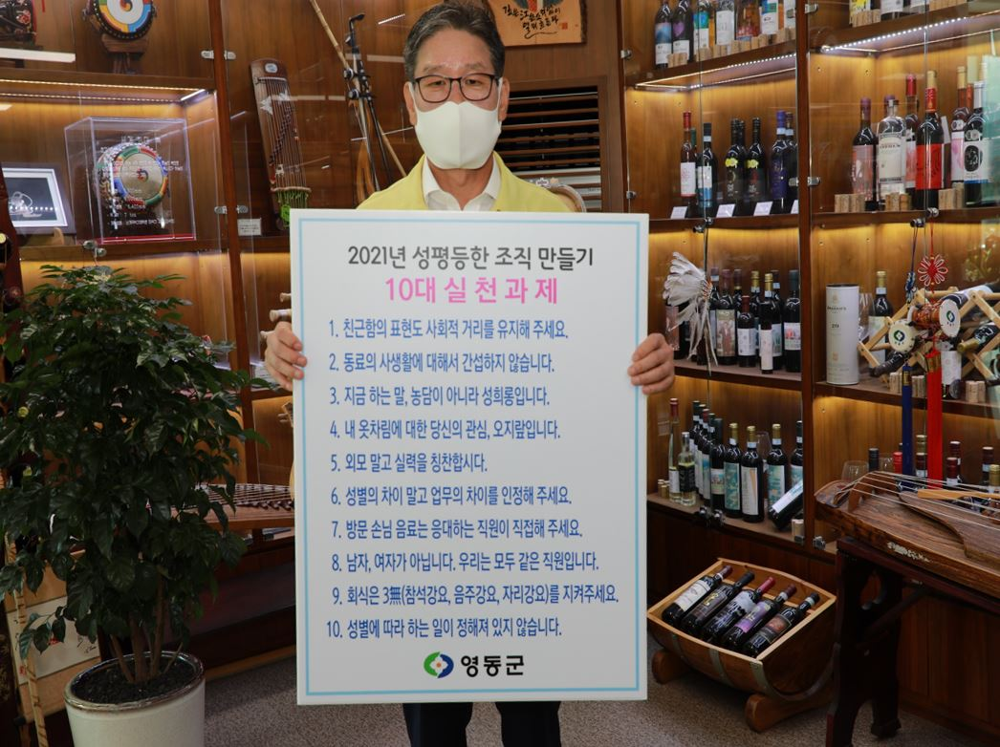 2021년 성평등한 조직 만들기
10대 실천과제
1. 친근함의 표현도 사회적 거리를 유지해 주세요.
2. 동료의 사생활에 대해서 간섭하지 않습니다.
3. 지금 하는 말, 농담이 아니라 성희롱입니다.
4. 내 옷차림에 대한 당신의 관심, 오지랖입니다.
5. 외모 말고 실력을 칭찬합시다.
6. 성별의 차이 말고 업무의 차이를 인정해 주세요.
7. 방문 손님 음료는 응대하는 직원이 직접해 주세요.
8. 남자, 여자가 아닙니다. 우리는 모두 같은 직원입니다.
9. 회식은 3無(참석강요, 음주강요, 자리강요)를 지켜주세요.
10. 성별에 따라 하는 일이 정해져 있지 않습니다.
영동군